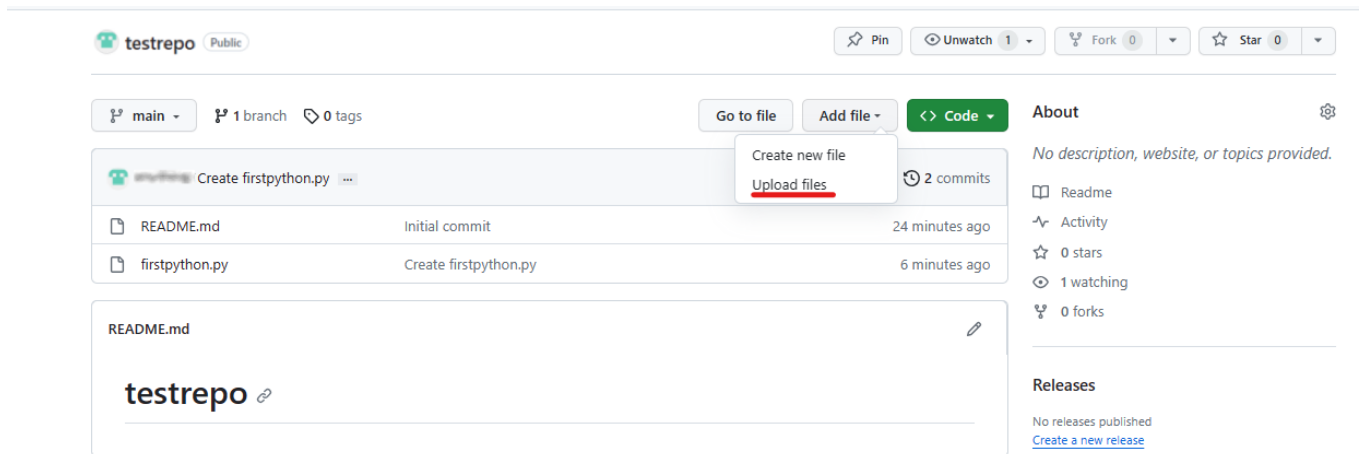 testrepo Public
Pin Unwatch 1 Fork 0 Star 0
main 1 branch 0 tags Go to file Add file <> Code
Create new file
Upload files
Create firstpython.py ... 2 commits
README.md Initial commit 24 minutes ago
firstpython.py Create firstpython.py 6 minutes ago
README.md
testrepo
About
No description, website, or topics provided.
Readme
Activity
0 stars
1 watching
0 forks
Releases
No releases published
Create a new release